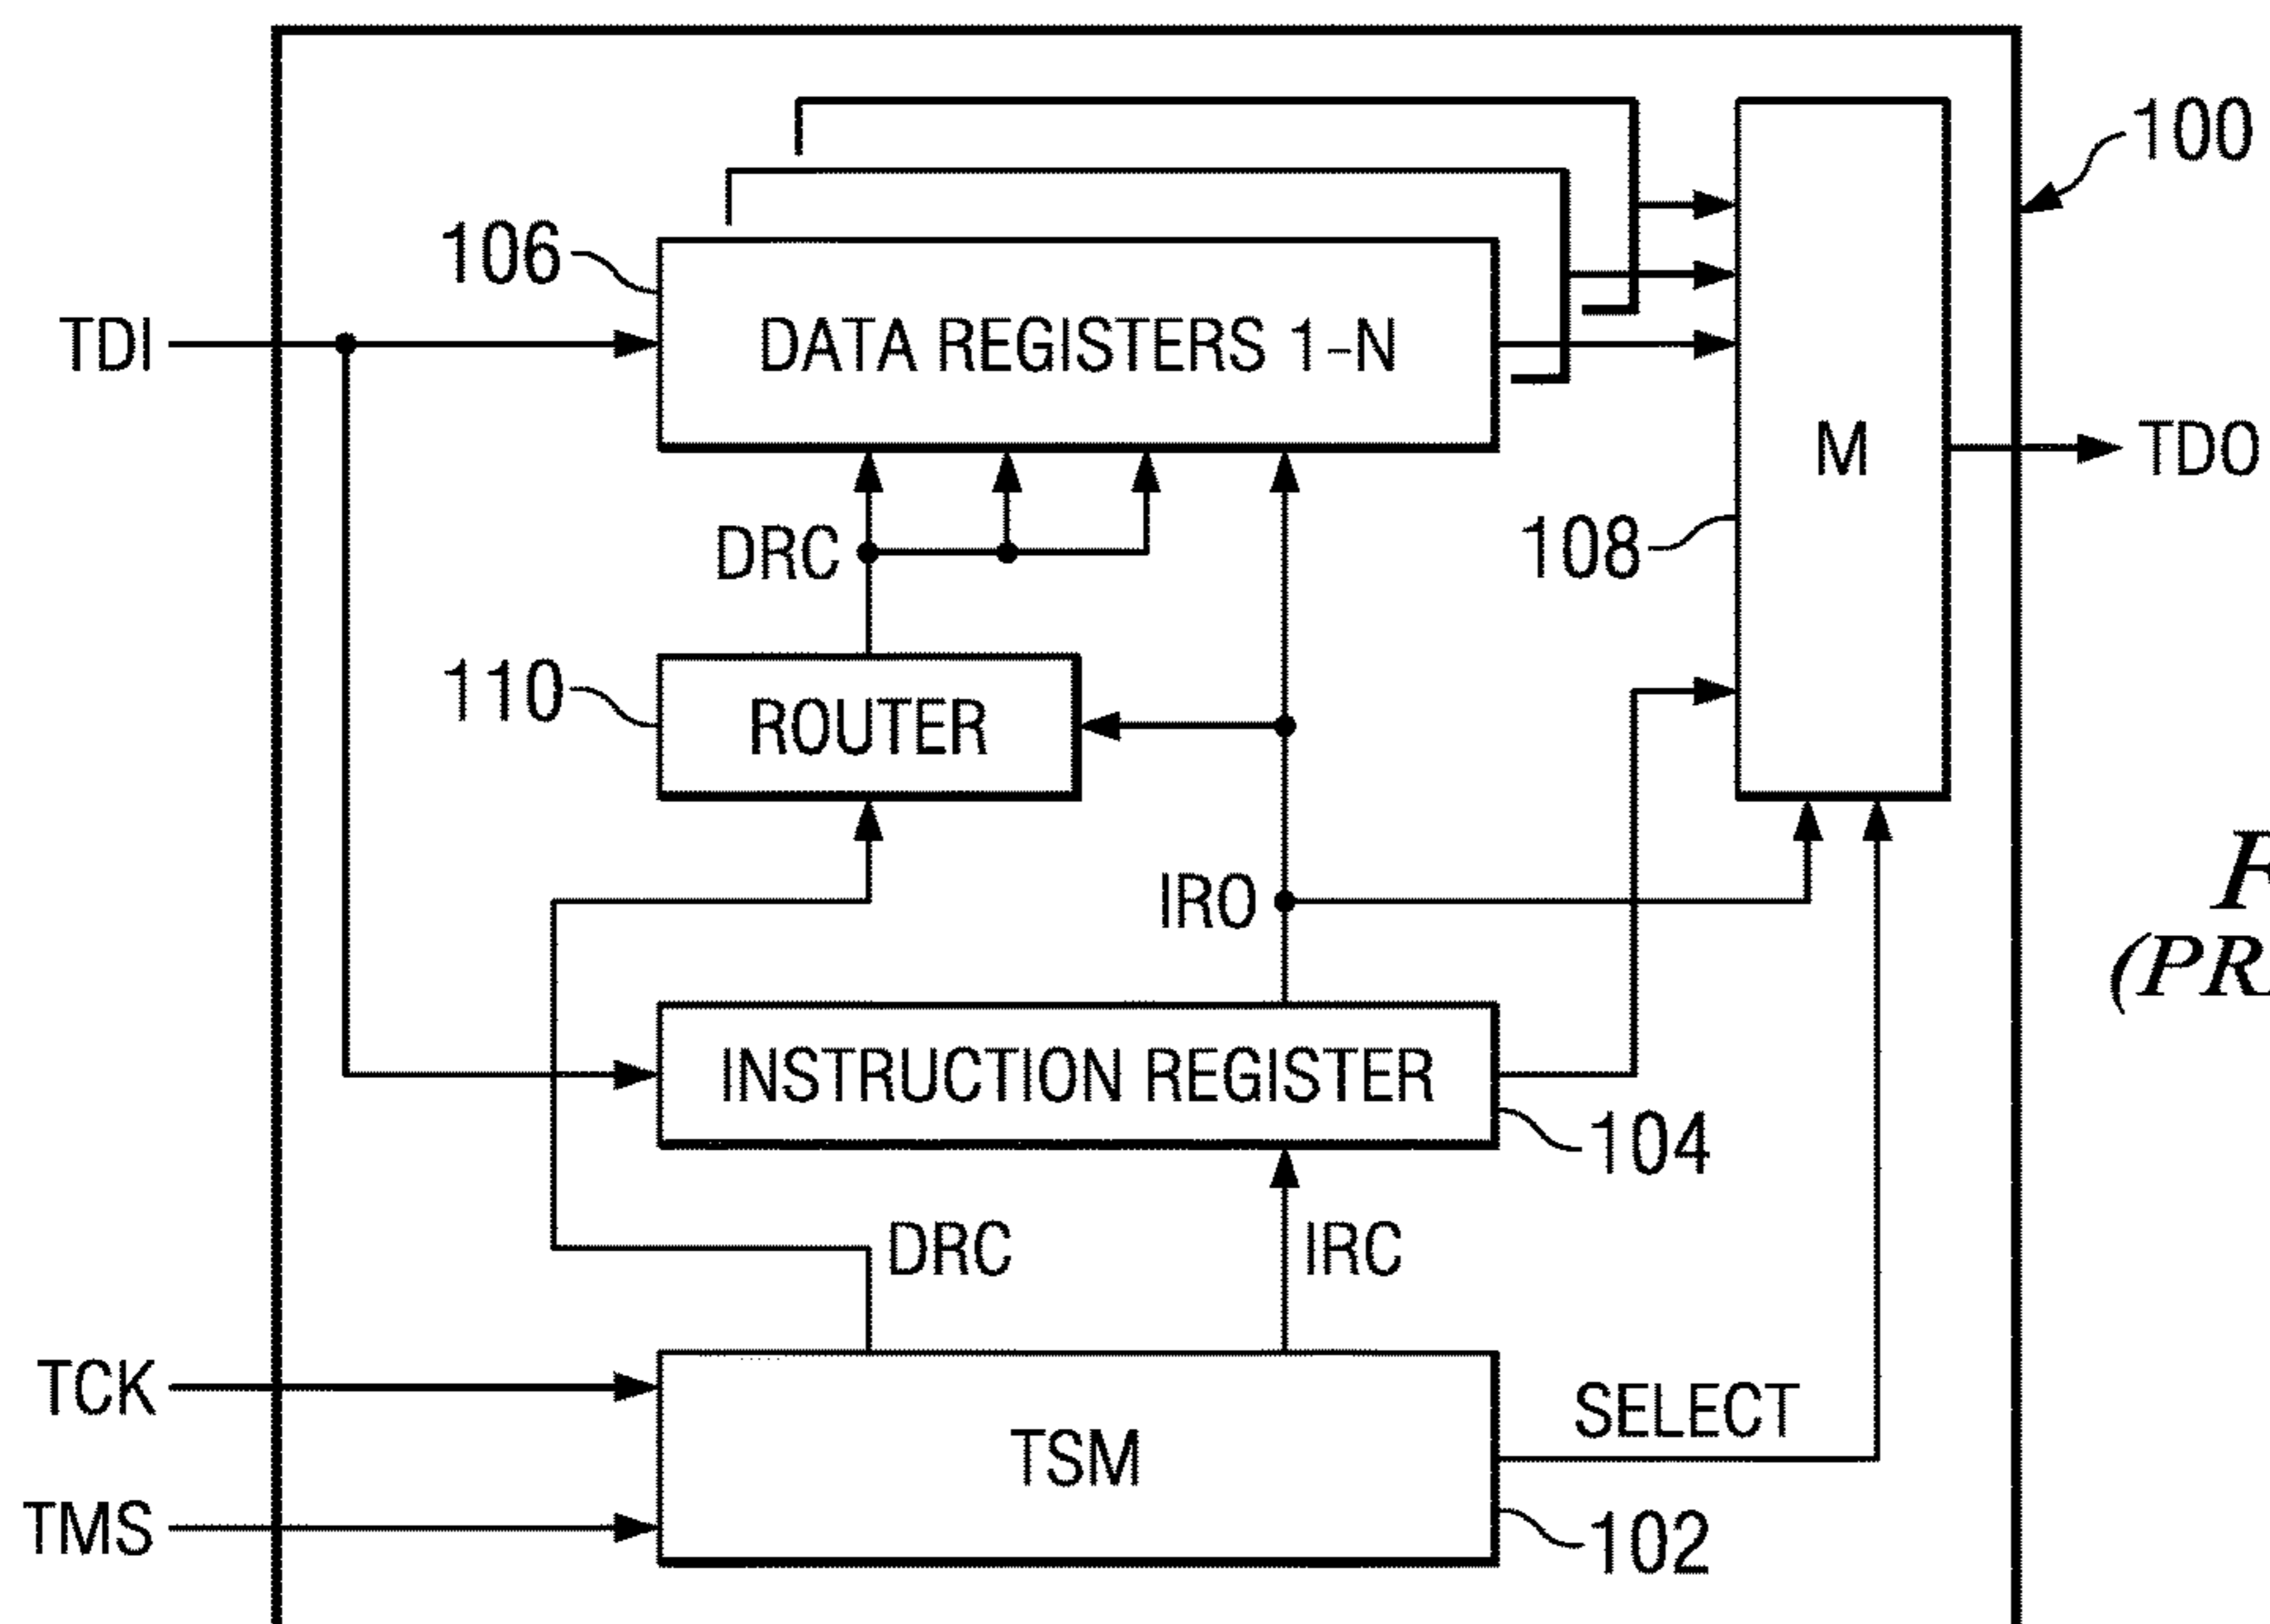 100
106
TDI
DATA REGISTERS 1-N
M
TDO
DRC
108
110
ROUTER
IRO
(PR
INSTRUCTION REGISTER
104
DRC
IRC
TCK
SELECT
TSM
TMS
102